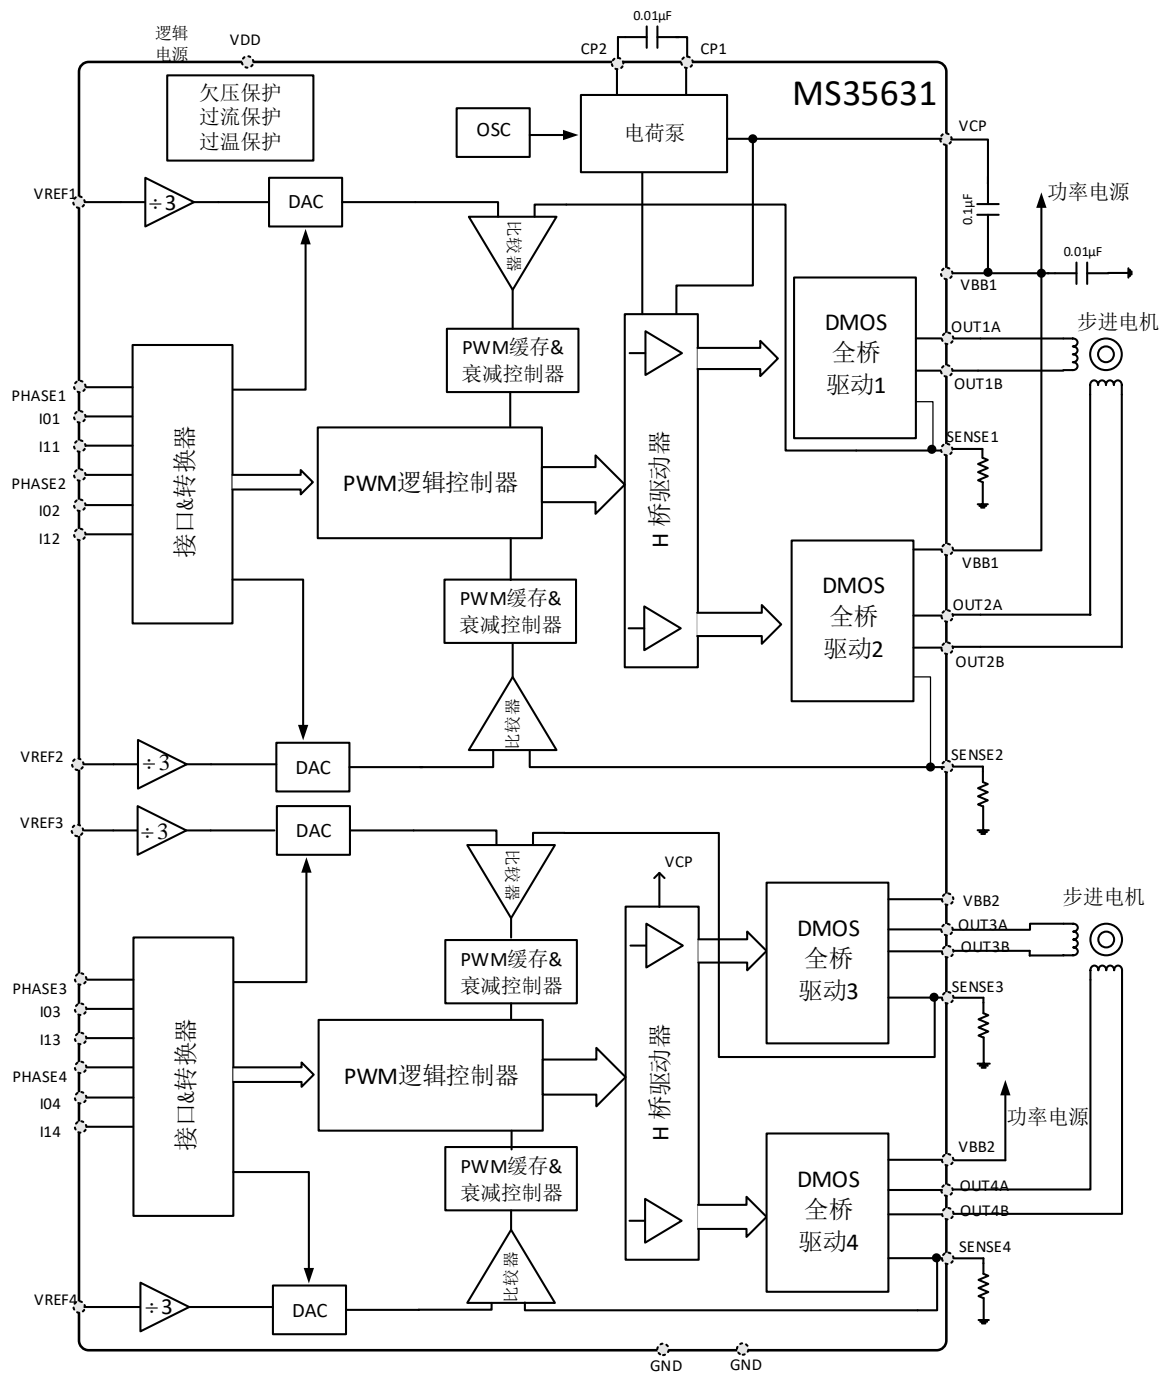 逻辑
电源
VDD
0.01µF
CP2
CP1
MS35631
欠压保护
过流保护
过温保护
OSC
电荷泵
VCP
VREF1
÷3
DAC
比较器
0.1µF
功率电源
0.01µF
VBB1
DMOS
全桥
驱动1
OUT1A
步进电机
OUT1B
PWM缓存&
衰减控制器
PHASE1
I01
I11
PHASE2
I02
I12
接口&转换器
PWM逻辑控制器
H 桥驱动器
SENSE1
VBB1
DMOS
全桥
驱动2
OUT2A
OUT2B
PWM缓存&
衰减控制器
比较器
VREF2
÷3
DAC
SENSE2
VREF3
÷3
DAC
比较器
VCP
DMOS
全桥
驱动3
VBB2
OUT3A
OUT3B
步进电机
SENSE3
PWM缓存&
衰减控制器
PHASE3
I03
I13
PHASE4
I04
I14
接口&转换器
PWM逻辑控制器
H 桥驱动器
功率电源
VBB2
DMOS
全桥
驱动4
OUT4A
OUT4B
SENSE4
PWM缓存&
衰减控制器
比较器
VREF4
÷3
DAC
GND
GND